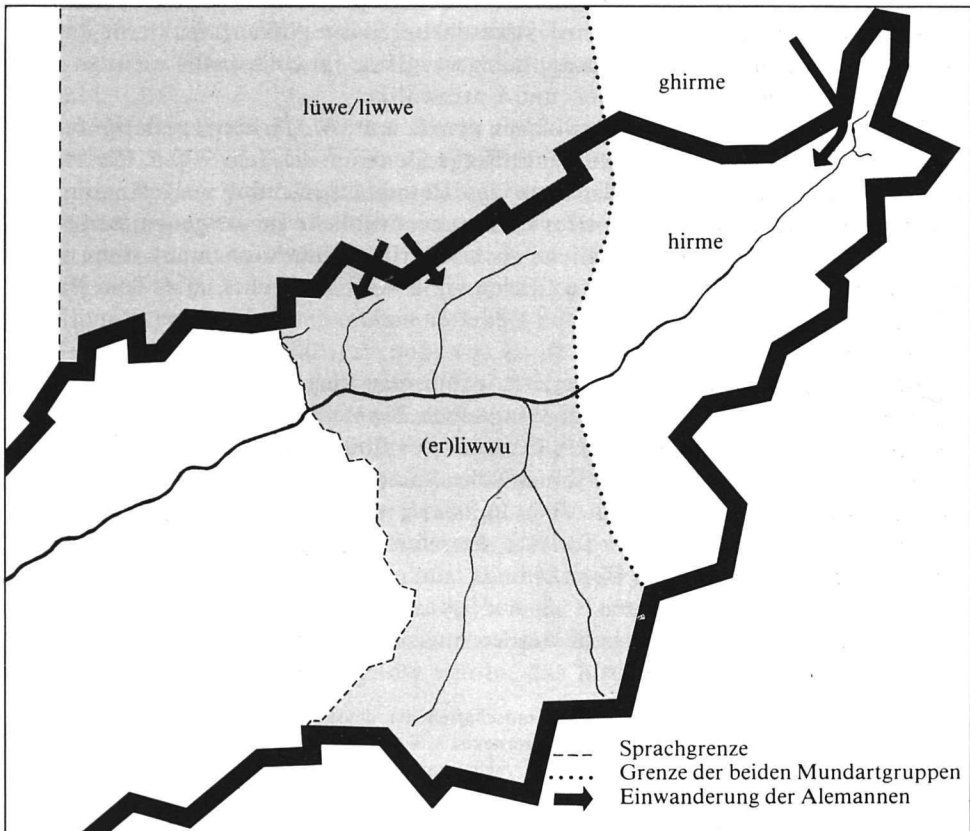 ghirme
lüwe/liwwe
hirme
(er)liwwu
Sprachgrenze
Grenze der beiden Mundartgruppen
Einwanderung der Alemannen